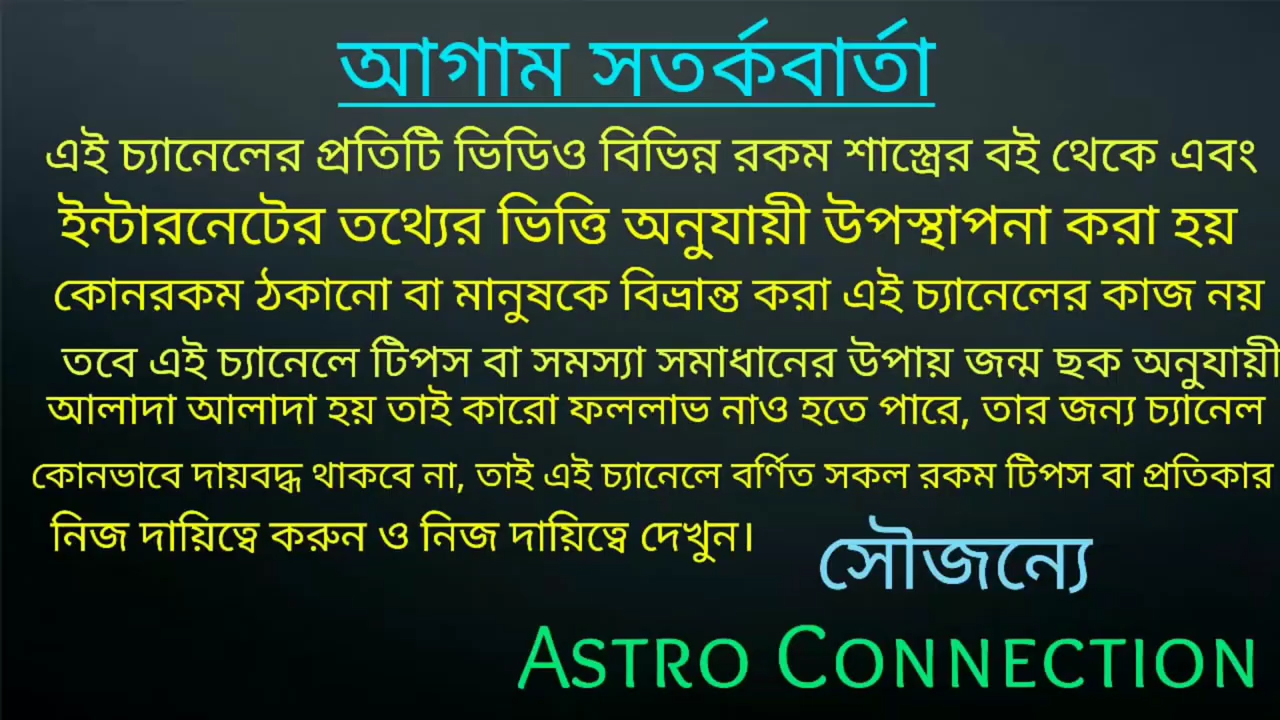 আগাম সতর্কবার্তা
এই চ্যানেলের প্রতিটি ভিডিও বিভিন্ন রকম শাস্ত্রের বই থেকে এবং
ইন্টারনেটের তথ্যের ভিত্তি অনুযায়ী উপস্থাপনা করা হয়
কোনরকম ঠকানো বা মানুষকে বিভ্রান্ত করা এই চ্যানেলের কাজ নয়
তবে এই চ্যানেলে টিপস বা সমস্যা সমাধানের উপায় জন্ম ছক অনুযায়ী
আলাদা আলাদা হয় তাই কারো ফললাভ নাও হতে পারে, তার জন্য চ্যানেল
কোনভাবে দায়বদ্ধ থাকবে না, তাই এই চ্যানেলে বর্ণিত সকল রকম টিপস বা প্রতিকার
নিজ দায়িত্বে করুন ও নিজ দায়িত্বে দেখুন।
সৌজন্যে
ASTRO CONNECTION